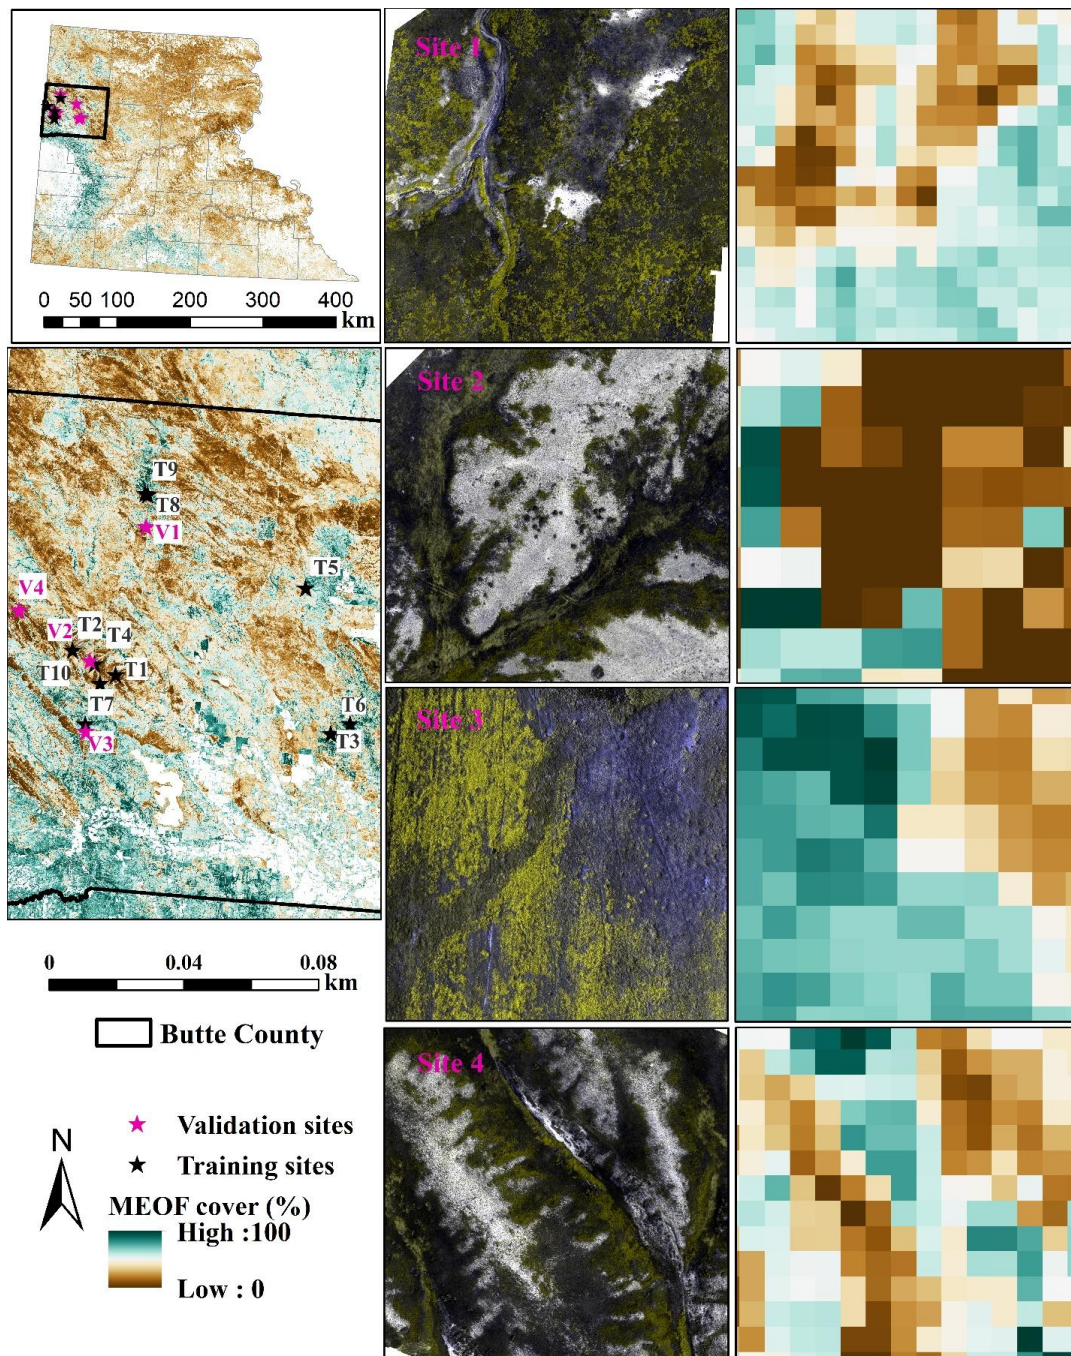 0 50 100 200 300 400
km
Site 1
Site 2
T9
T8
V1
T5
V4
V2 T2 T4
T10 T1
T7
T6
V3 T3
Site 3
0 0.04 0.08
km
Butte County
Site 4
N
Validation sites
Training sites
MEOF cover (%)
High :100
Low : 0